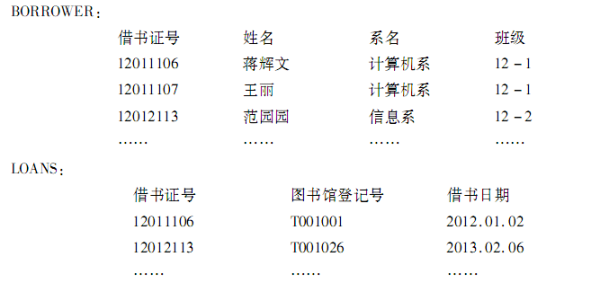 BORROWER：
借书证号 姓名 系名 班级
12011106 蒋辉文 计算机系 12-1
12011107 王丽 计算机系 12-1
12012113 范园园 信息系 12-2
…… …… …… ……
LOANS：
借书证号 图书馆登记号 借书日期
12011106 T001001 2012.01.02
12012113 T001026 2013.02.06
…… …… ……